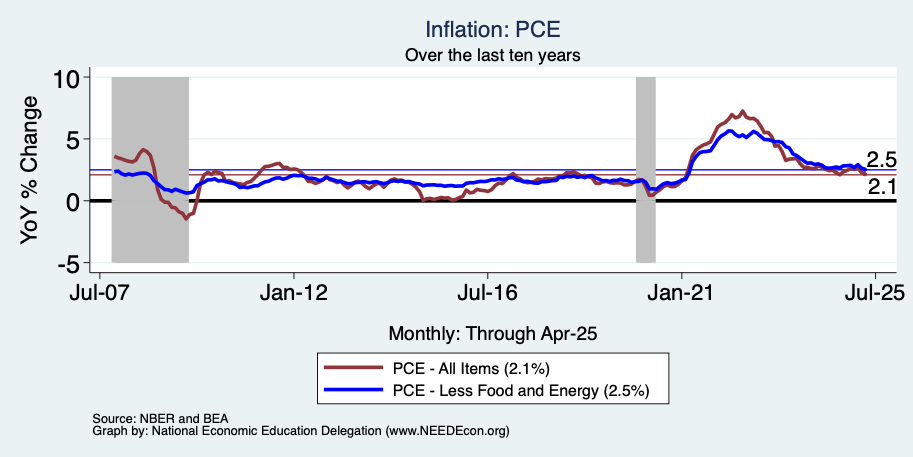 Inflation: PCE
Over the last ten years
YoY % Change
10
5
0
-5
2.5
2.1
Jul-07 Jan-12 Jul-16 Jan-21 Jul-25
Monthly: Through Apr-25
PCE - All Items (2.1%)
PCE - Less Food and Energy (2.5%)
Source: NBER and BEA
Graph by: National Economic Education Delegation (www.NEEDEcon.org)